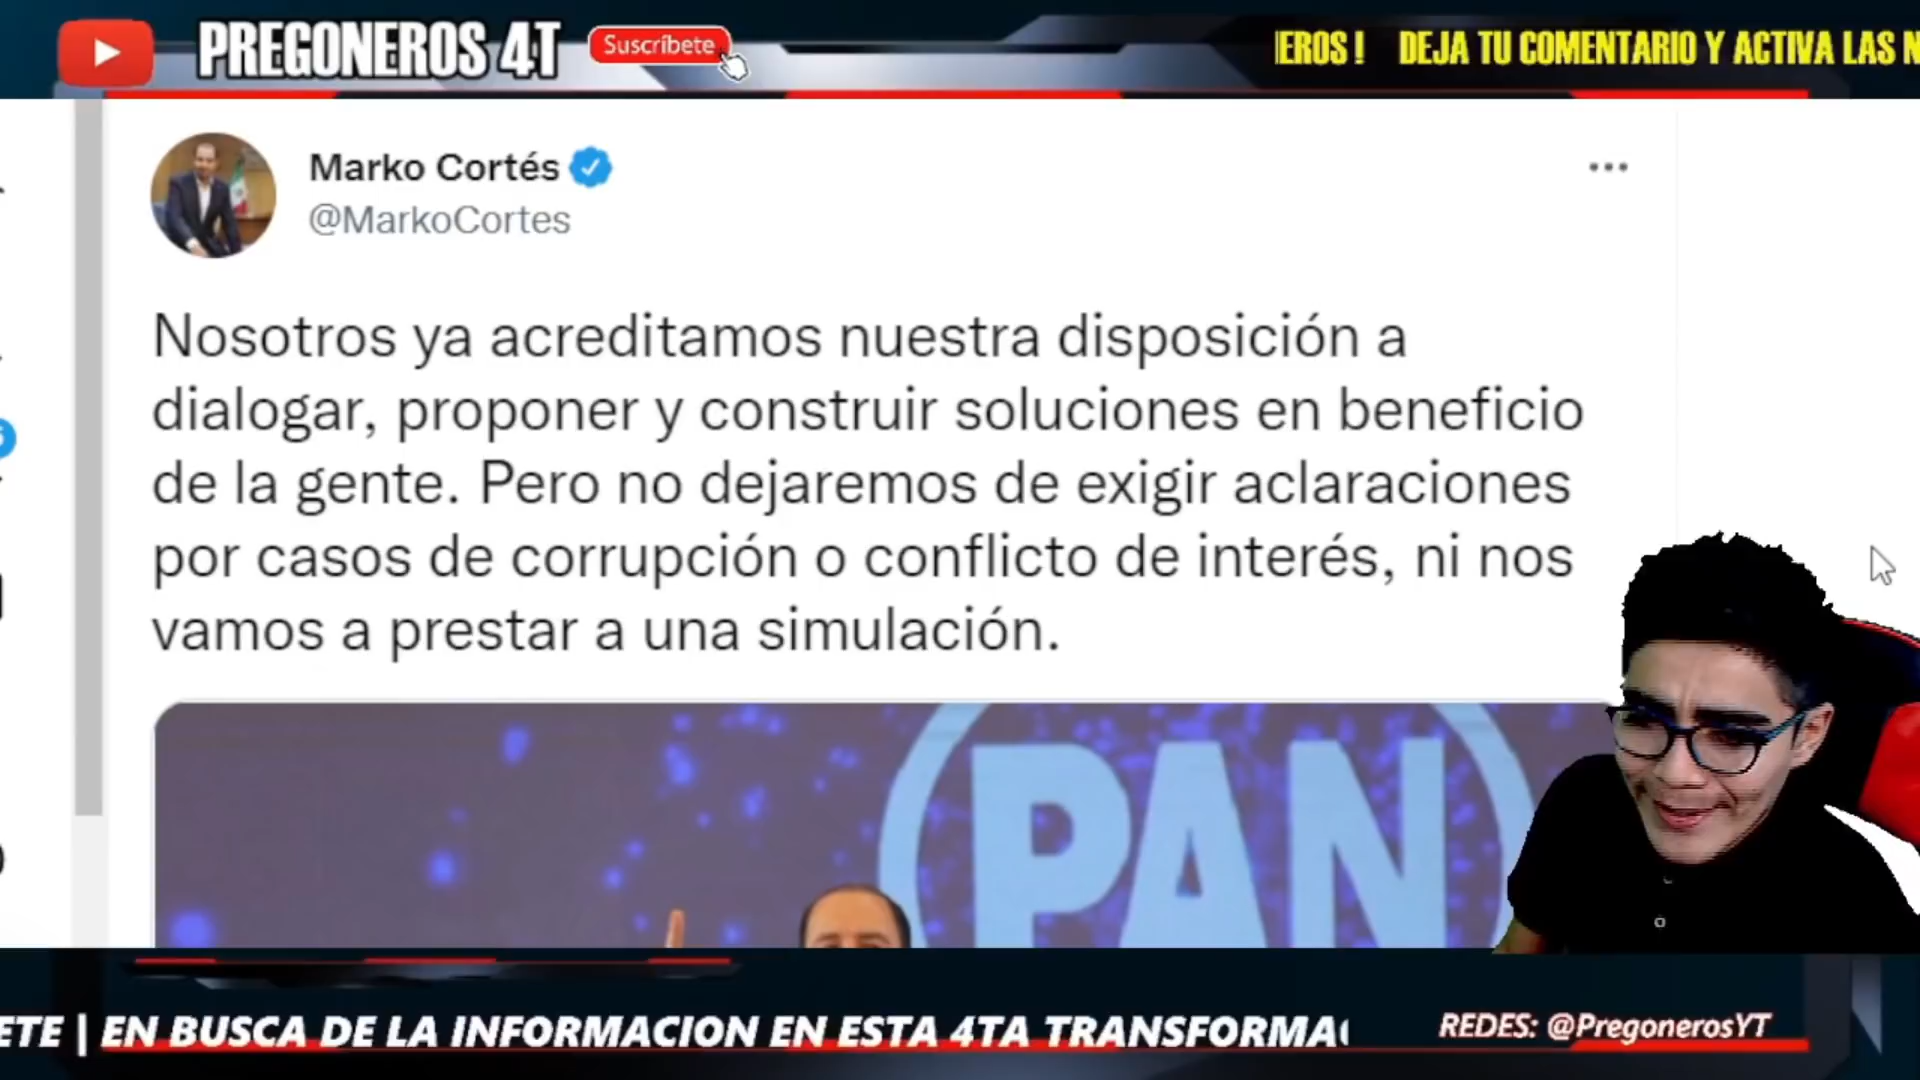 PREGONEROS 4T
Suscríbete
EROS ! DEJA TU COMENTARIO Y ACTIVA LAS N
Marko Cortés
@MarkoCortes
Nosotros ya acreditamos nuestra disposición a
dialogar, proponer y construir soluciones en beneficio
de la gente. Pero no dejaremos de exigir aclaraciones
por casos de corrupción o conflicto de interés, ni nos
vamos a prestar a una simulación.
PAN
ETE | EN BUSCA DE LA INFORMACION EN ESTA 4TA TRANSFORMA
REDES: @PregonerosYT